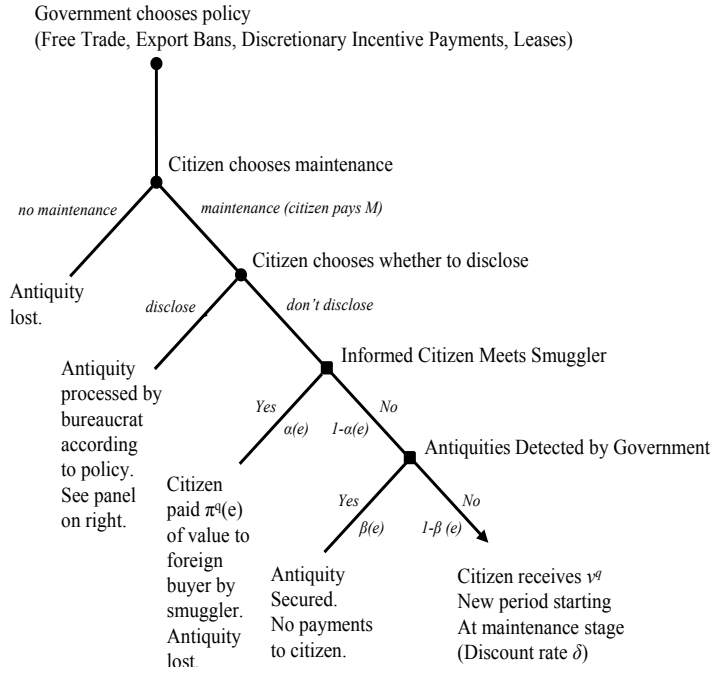 Government chooses policy
(Free Trade, Export Bans, Discretionary Incentive Payments, Leases)
Citizen chooses maintenance
no maintenance
maintenance (citizen pays M)
Citizen chooses whether to disclose
Antiquity
lost.
disclose
don't disclose
Informed Citizen Meets Smuggler
Antiquity
processed by
bureaucrat
according
to policy.
See panel
on right.
Yes
α(e)
1-α(e)
No
Antiquities Detected by Government
Citizen
paid πq(e)
of value to
foreign
buyer by
smuggler.
Antiquity
lost.
Yes
β(e)
1-β (e)
No
Antiquity
Secured.
No payments
to citizen.
Citizen receives vq
New period starting
At maintenance stage
(Discount rate δ)